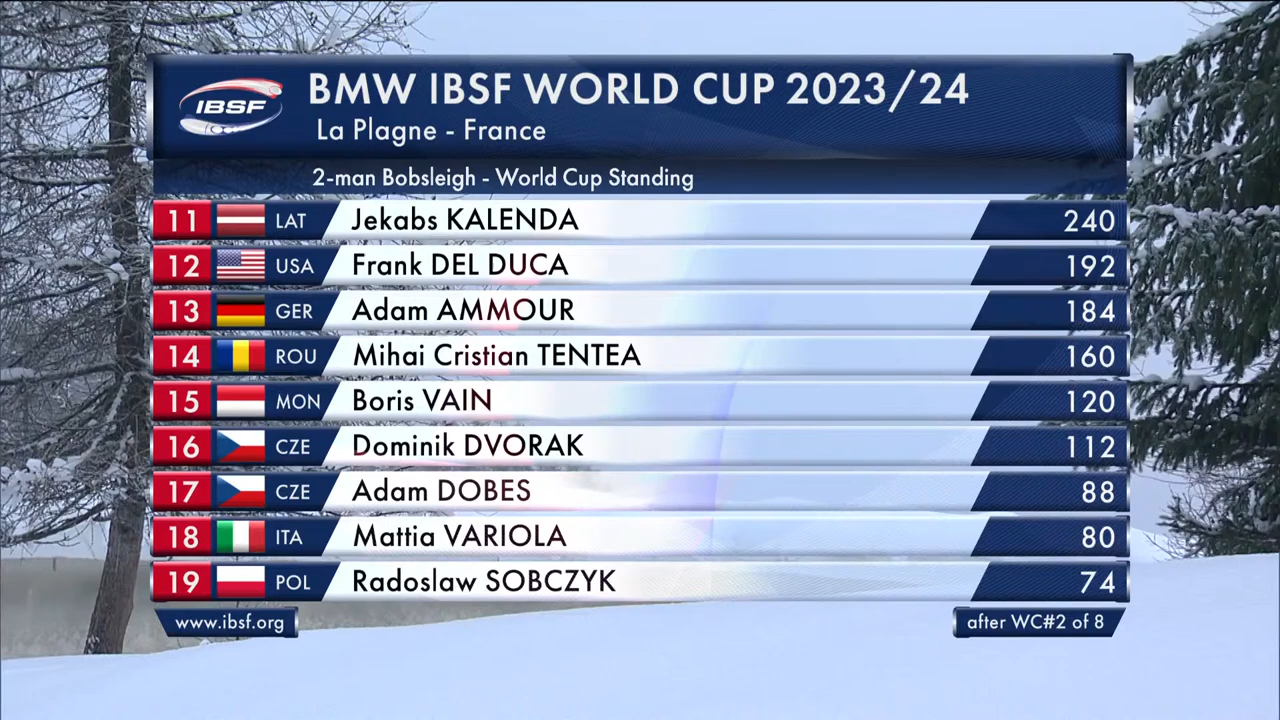 IBSF
BMW IBSF WORLD CUP 2023/24
La Plagne - France
2-man Bobsleigh - World Cup Standing
11 LAT Jekabs KALENDA 240
12 USA Frank DEL DUCA 192
13 GER Adam AMMOUR 184
14 ROU Mihai Cristian TENTEA 160
15 MON Boris VAIN 120
16 CZE Dominik DVORAK 112
17 CZE Adam DOBES 88
18 ITA Mattia VARIOLA 80
19 POL Radoslaw SOBCZYK 74
www.ibsf.org after WC#2 of 8